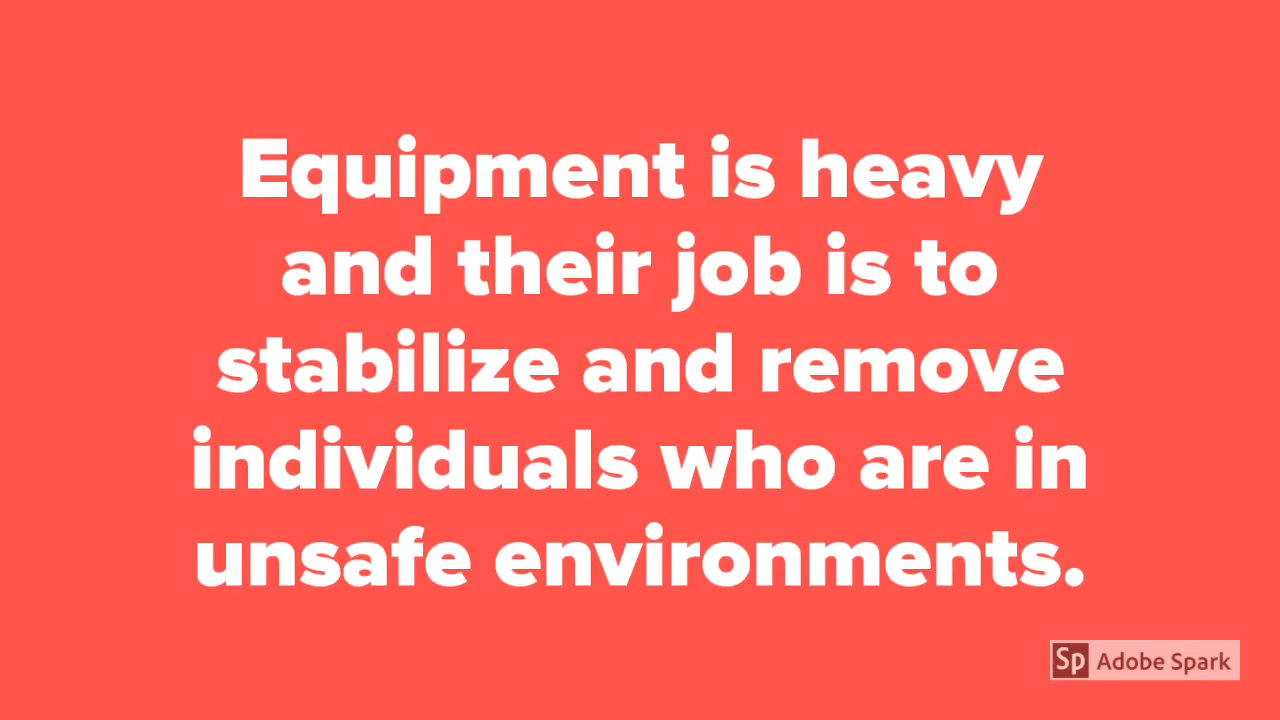 Equipment is heavy
and their job is to
stabilize and remove
individuals who are in
unsafe environments.
Sp Adobe Spark